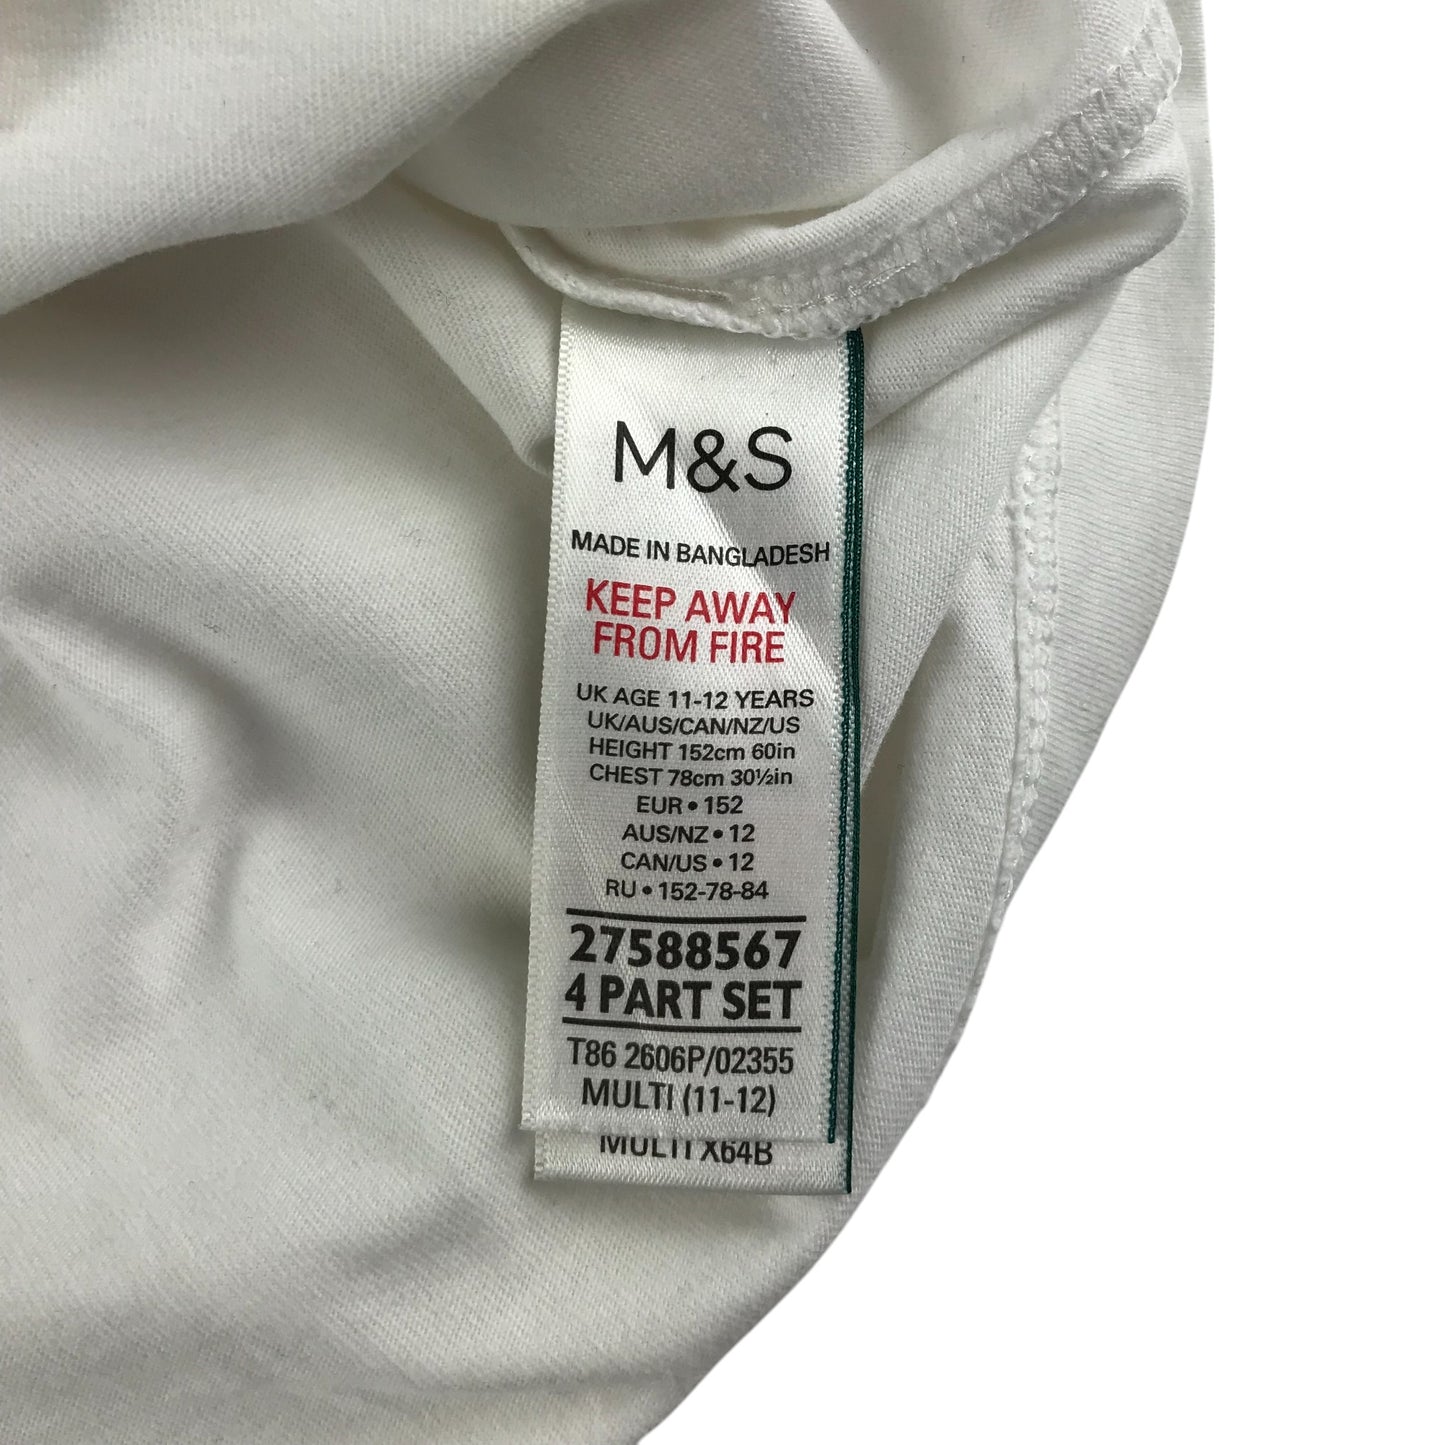 M&S
MADE IN BANGLADESH
KEEP AWAY
FROM FIRE
UK AGE 11-12 YEARS
UK/AUS/CAN/NZ/US
HEIGHT 152cm 60in
CHEST 78cm 30½in
EUR • 152
AUS/NZ • 12
CAN/US • 12
RU • 152-78-84
27588567
4 PART SET
T86 2606P/02355
MULTI (11-12)
MULTI X64B